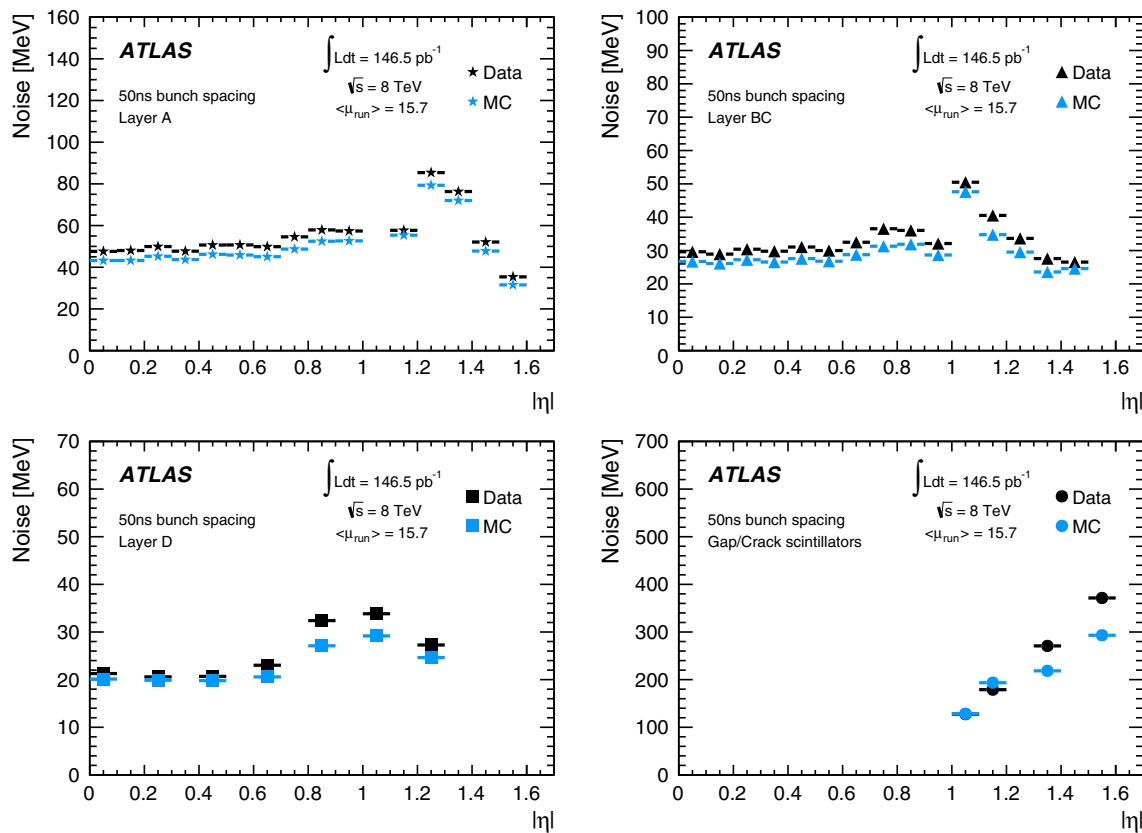 Noise [MeV]
160
140
120
100
80
60
40
20
0
ATLAS
∫ Ldt = 146.5 pb⁻¹
√s = 8 TeV
<μrun> = 15.7
50ns bunch spacing
Layer A
Data
MC
0 0.2 0.4 0.6 0.8 1 1.2 1.4 1.6
|η|
Noise [MeV]
100
90
80
70
60
50
40
30
20
10
0
ATLAS
∫ Ldt = 146.5 pb⁻¹
√s = 8 TeV
<μrun> = 15.7
50ns bunch spacing
Layer BC
Data
MC
0 0.2 0.4 0.6 0.8 1 1.2 1.4 1.6
|η|
Noise [MeV]
70
60
50
40
30
20
10
0
ATLAS
∫ Ldt = 146.5 pb⁻¹
√s = 8 TeV
<μrun> = 15.7
50ns bunch spacing
Layer D
Data
MC
0 0.2 0.4 0.6 0.8 1 1.2 1.4 1.6
|η|
Noise [MeV]
700
600
500
400
300
200
100
0
ATLAS
∫ Ldt = 146.5 pb⁻¹
√s = 8 TeV
<μrun> = 15.7
50ns bunch spacing
Gap/Crack scintillators
Data
MC
0 0.2 0.4 0.6 0.8 1 1.2 1.4 1.6
|η|